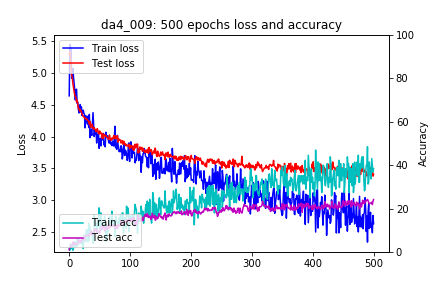 da4_009: 500 epochs loss and accuracy
Train loss
Test loss
Train acc
Test acc
Loss
5.5
5.0
4.5
4.0
3.5
3.0
2.5
Accuracy
100
80
60
40
20
0
0 100 200 300 400 500